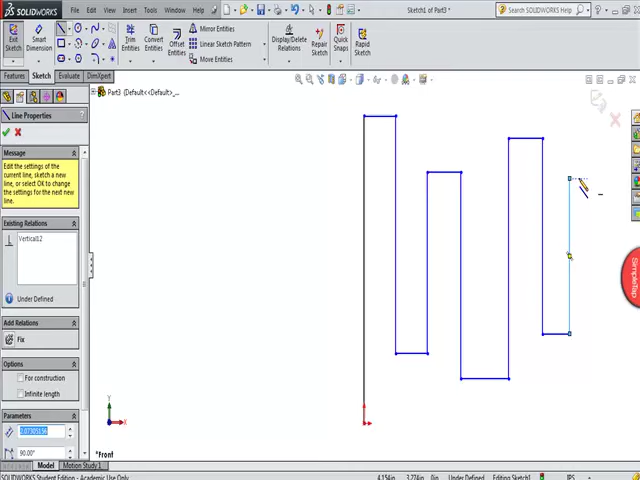 SOLIDWORKS
File Edit View Insert Tools Window Help
Sketch1 of Part3 *
Search SolidWorks Help
Exit Sketch
Smart Dimension
Trim Entities
Convert Entities
Offset Entities
Mirror Entities
Linear Sketch Pattern
Move Entities
Display/Delete Relations
Repair Sketch
Quick Snaps
Rapid Sketch
Features Sketch Evaluate DimXpert
Part3 (Default<<Default>_...
Line Properties
Message
Edit the settings of the
current line, sketch a new
line, or select OK to change
the settings for the next new
line.
Existing Relations
Vertical12
Under Defined
Add Relations
Fix
Options
For construction
Infinite length
Parameters
90.00°
Y
X
*Front
Model Motion Study 1
SolidWorks Student Edition - Academic Use Only
4.154in 3.274in 0in Under Defined Editing Sketch1 IPS